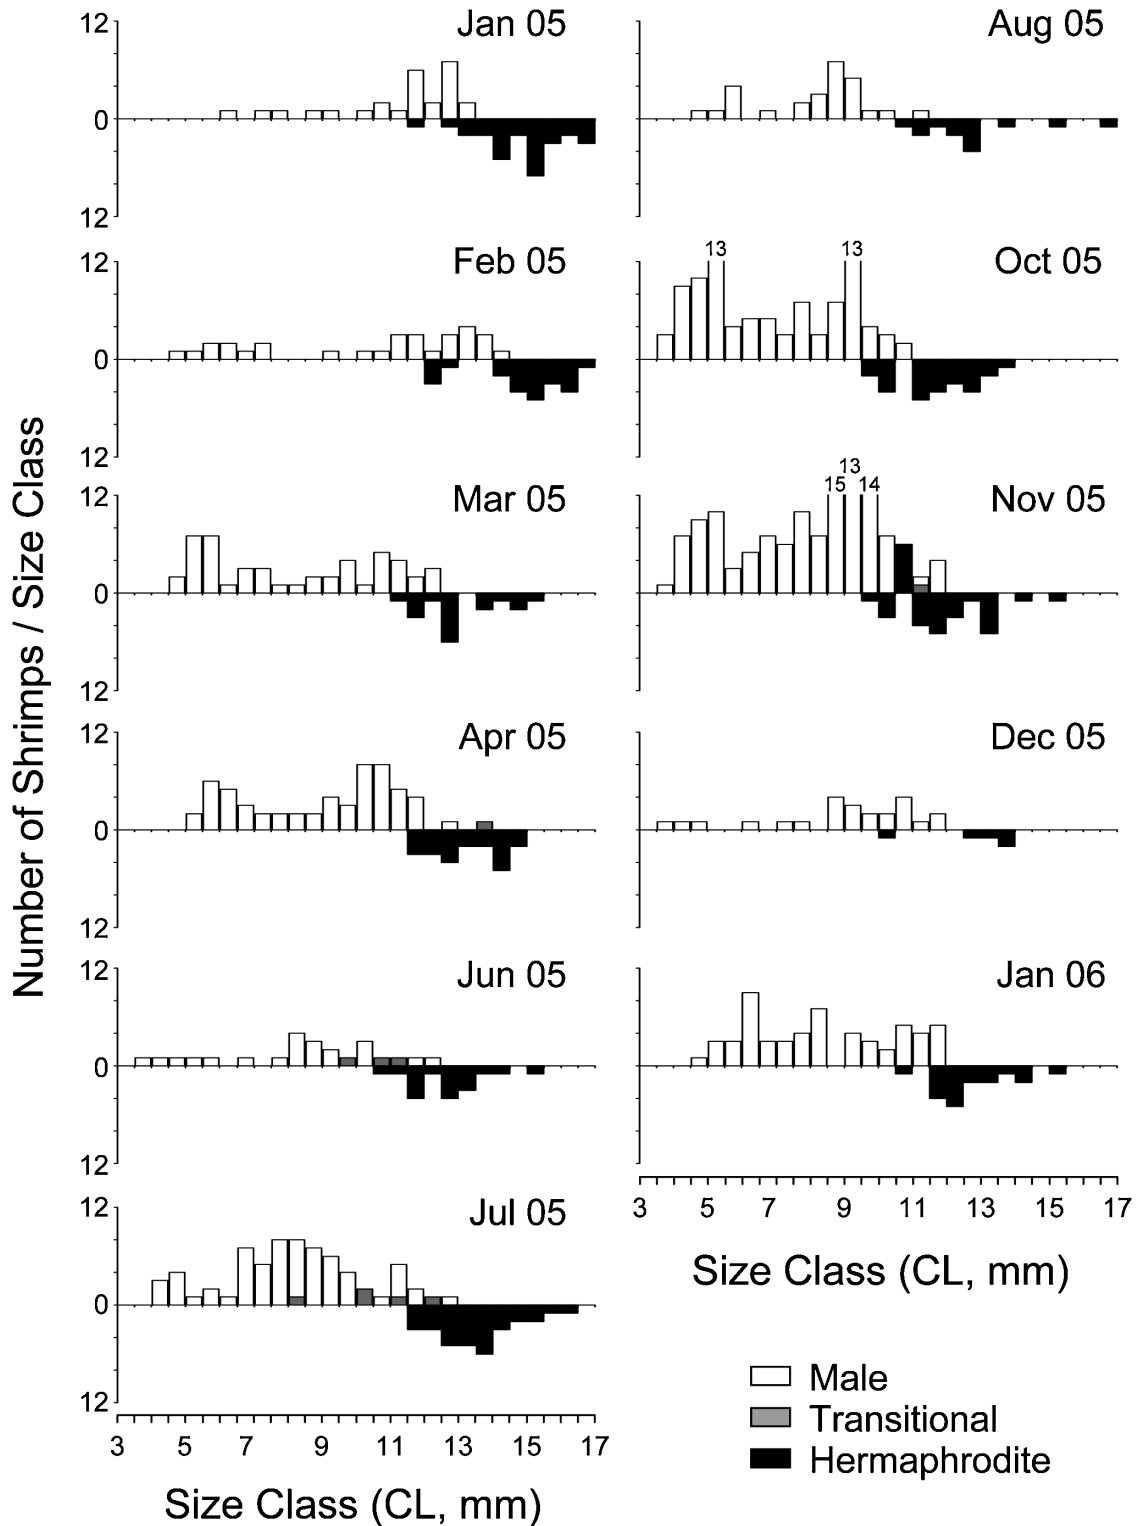 Number of Shrimps / Size Class
12
Jan 05
0
12
Feb 05
12
0
12
Mar 05
12
0
12
Apr 05
12
0
12
Jun 05
12
0
12
Jul 05
12
0
12
3 5 7 9 11 13 15 17
Size Class (CL, mm)
Aug 05
13 13
Oct 05
13
15 14
Nov 05
Dec 05
Jan 06
3 5 7 9 11 13 15 17
Size Class (CL, mm)
Male
Transitional
Hermaphrodite